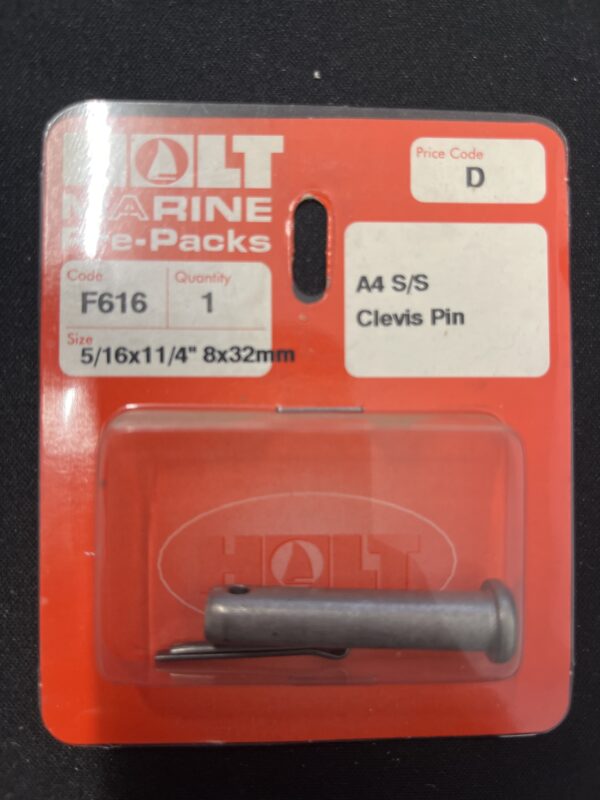 HOLT
MARINE
Pre-Packs
Price Code
D
Code
F616
Quantity
1
Size
5/16x11/4" 8x32mm
A4 S/S
Clevis Pin
HOLT